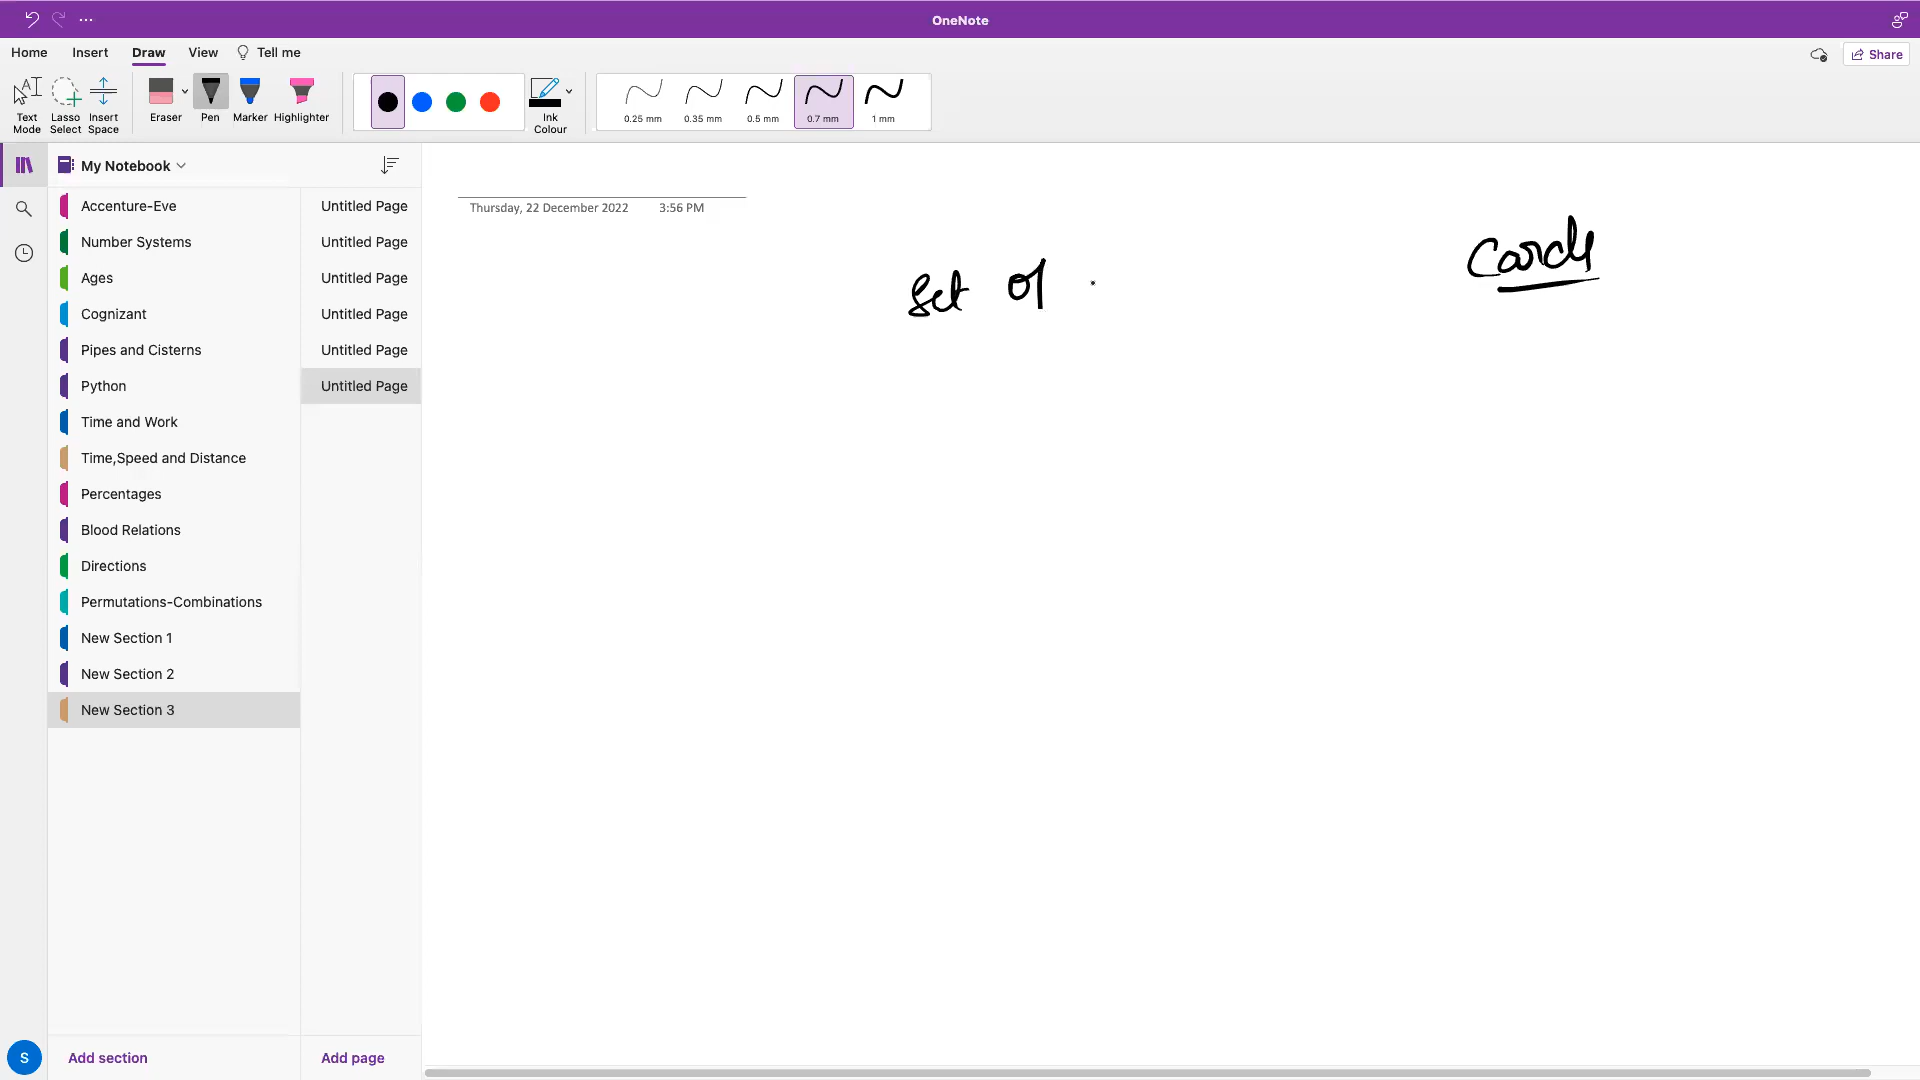 OneNote
Home Insert Draw View Tell me
Share
Text Mode
Lasso Select
Insert Space
Eraser
Pen
Marker
Highlighter
Ink Colour
0.25 mm
0.35 mm
0.5 mm
0.7 mm
1 mm
My Notebook
Accenture-Eve
Number Systems
Ages
Cognizant
Pipes and Cisterns
Python
Time and Work
Time,Speed and Distance
Percentages
Blood Relations
Directions
Permutations-Combinations
New Section 1
New Section 2
New Section 3
Add section
Untitled Page
Untitled Page
Untitled Page
Untitled Page
Untitled Page
Untitled Page
Add page
Thursday, 22 December 2022 3:56 PM
Cards
Set of
S